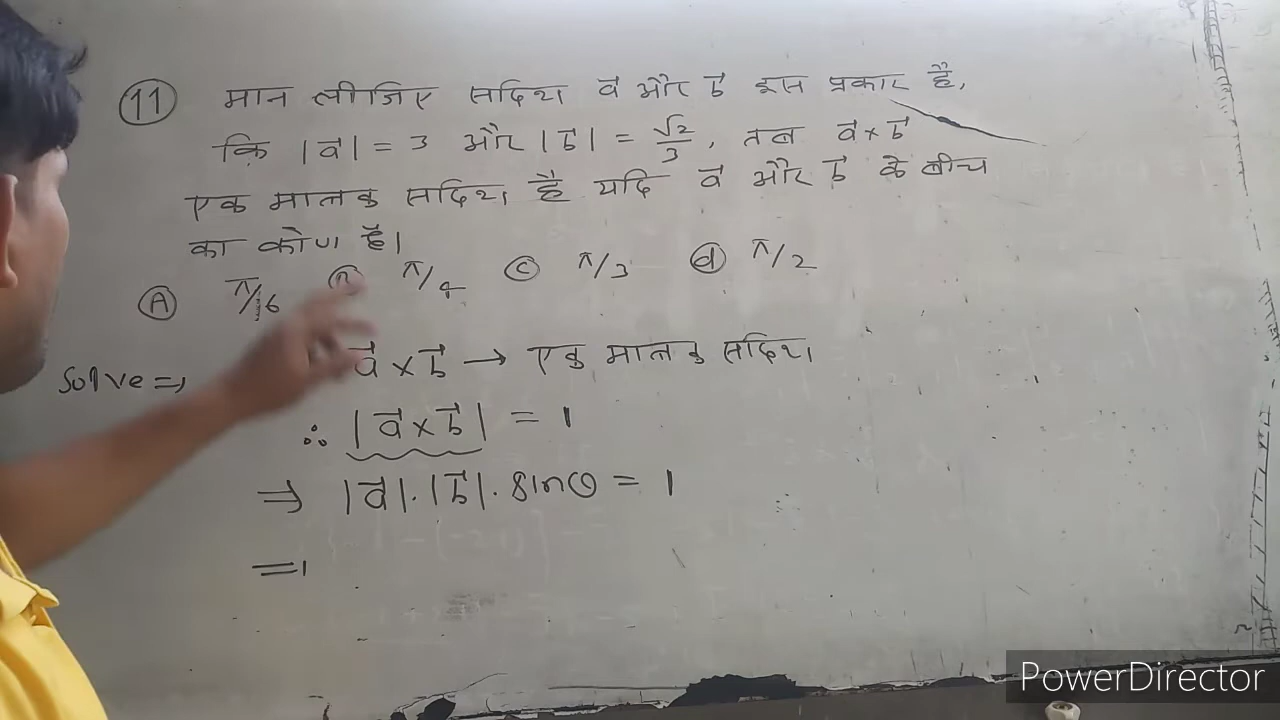 (11) मान लीजिए सदिश a⃗ और b⃗ इस प्रकार है,
कि |a⃗| = 3 और |b⃗| = √2/3, तब a⃗ × b⃗
एक मात्रक सदिश है यदि a⃗ और b⃗ के बीच
का कोण है।
(A) π/6 (B) π/4 (C) π/3 (d) π/2
Solve ⇒ a⃗ × b⃗ → एक मात्रक सदिश
∴ |a⃗ × b⃗| = 1
⇒ |a⃗|.|b⃗|. sinθ = 1
⇒
PowerDirector